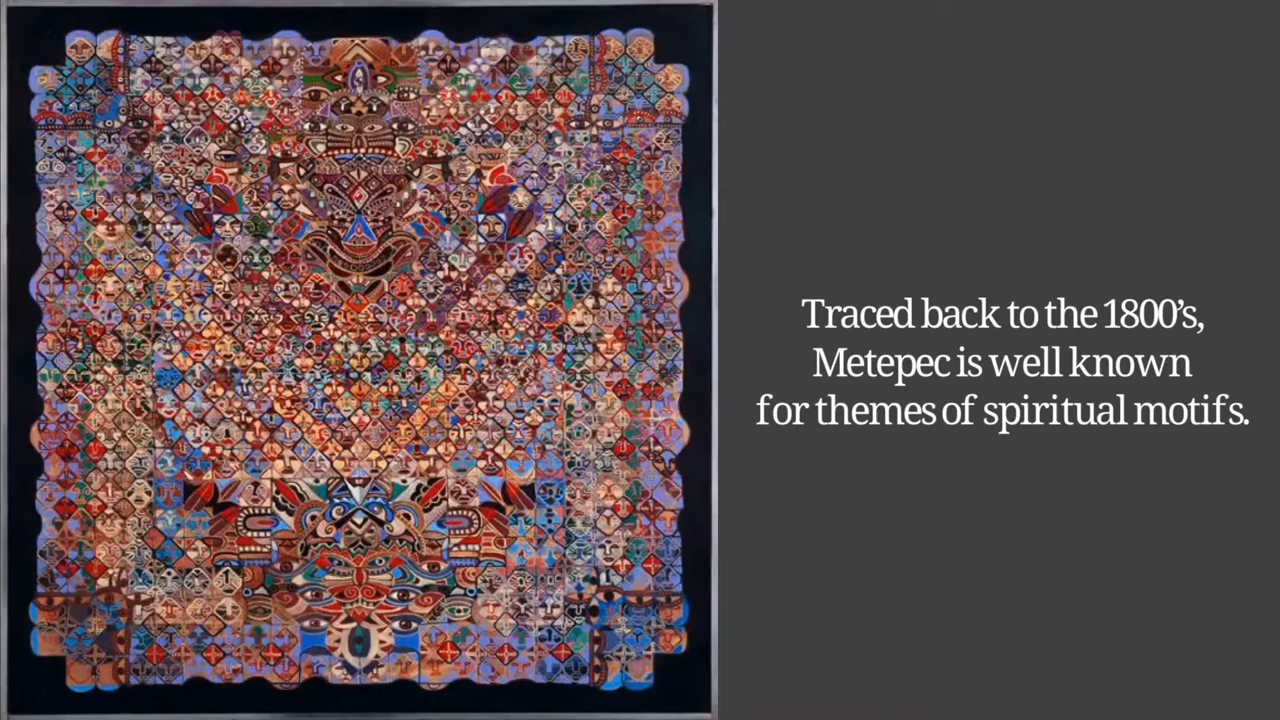 Traced back to the 1800’s,
Metepec is well known
for themes of spiritual motifs.